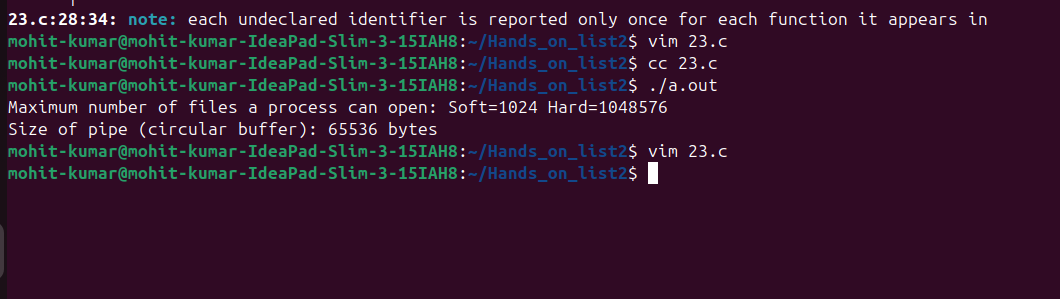 23.c:28:34: note: each undeclared identifier is reported only once for each function it appears in
mohit-kumar@mohit-kumar-IdeaPad-Slim-3-15IAH8:~/Hands_on_list2$ vim 23.c
mohit-kumar@mohit-kumar-IdeaPad-Slim-3-15IAH8:~/Hands_on_list2$ cc 23.c
mohit-kumar@mohit-kumar-IdeaPad-Slim-3-15IAH8:~/Hands_on_list2$ ./a.out
Maximum number of files a process can open: Soft=1024 Hard=1048576
Size of pipe (circular buffer): 65536 bytes
mohit-kumar@mohit-kumar-IdeaPad-Slim-3-15IAH8:~/Hands_on_list2$ vim 23.c
mohit-kumar@mohit-kumar-IdeaPad-Slim-3-15IAH8:~/Hands_on_list2$